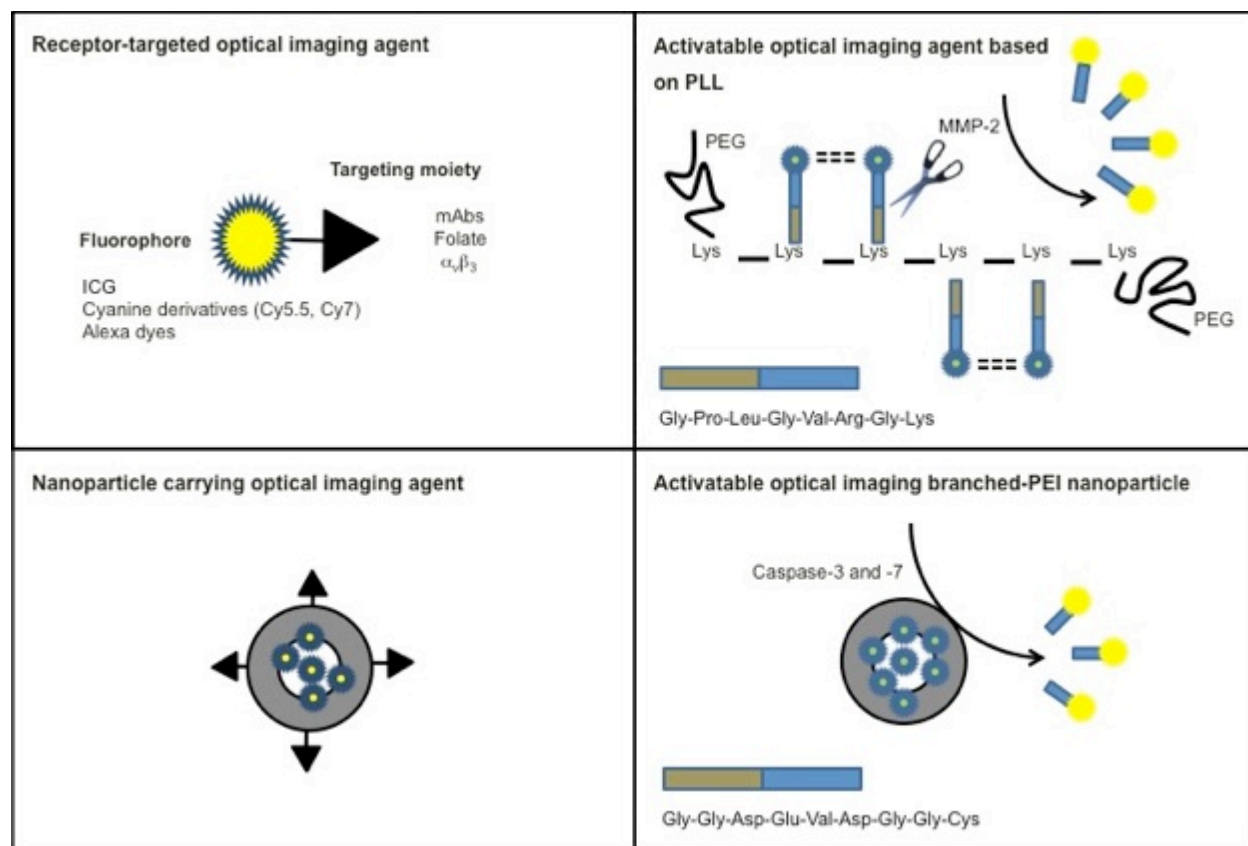 Receptor-targeted optical imaging agent
Targeting moiety
mAbs
Folate
αvβ3
Fluorophore
ICG
Cyanine derivatives (Cy5.5, Cy7)
Alexa dyes
Activatable optical imaging agent based
on PLL
MMP-2
PEG
Lys Lys Lys Lys Lys Lys
PEG
Gly-Pro-Leu-Gly-Val-Arg-Gly-Lys
Nanoparticle carrying optical imaging agent
Activatable optical imaging branched-PEI nanoparticle
Caspase-3 and -7
Gly-Gly-Asp-Glu-Val-Asp-Gly-Gly-Cys